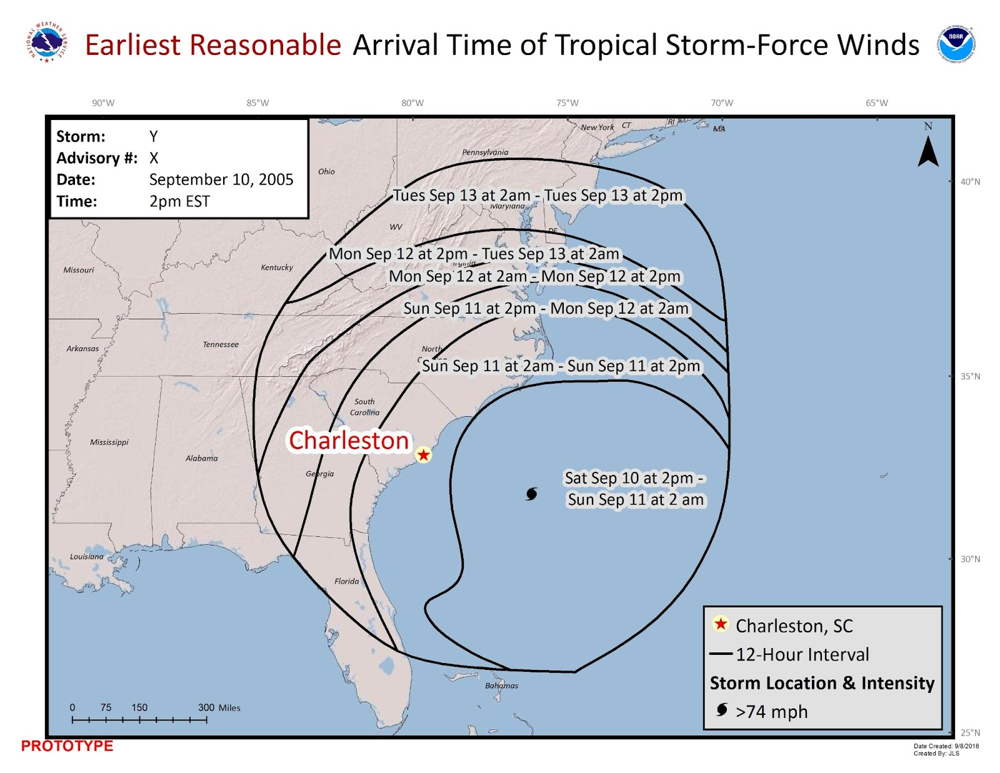 Earliest Reasonable Arrival Time of Tropical Storm-Force Winds
NATIONAL WEATHER SERVICE
NOAA
90°W 85°W 80°W 75°W 70°W 65°W
Storm: Y
Advisory #: X
Date: September 10, 2005
Time: 2pm EST
N
New York CT RI MA
Pennsylvania
Ohio
40°N
Tues Sep 13 at 2am - Tues Sep 13 at 2pm
Maryland
WV
DE
Mon Sep 12 at 2pm - Tues Sep 13 at 2am
Virginia
Missouri
Kentucky
Mon Sep 12 at 2am - Mon Sep 12 at 2pm
Sun Sep 11 at 2pm - Mon Sep 12 at 2am
Arkansas
Tennessee
North
Sun Sep 11 at 2am - Sun Sep 11 at 2pm
35°N
South
Carolina
Charleston
Mississippi
Alabama
Georgia
Sat Sep 10 at 2pm -
Sun Sep 11 at 2 am
Louisiana
30°N
Florida
Charleston, SC
12-Hour Interval
Storm Location & Intensity
>74 mph
Bahamas
0 75 150 300 Miles
25°N
PROTOTYPE
Date Created: 9/8/2016
Created By: JLS